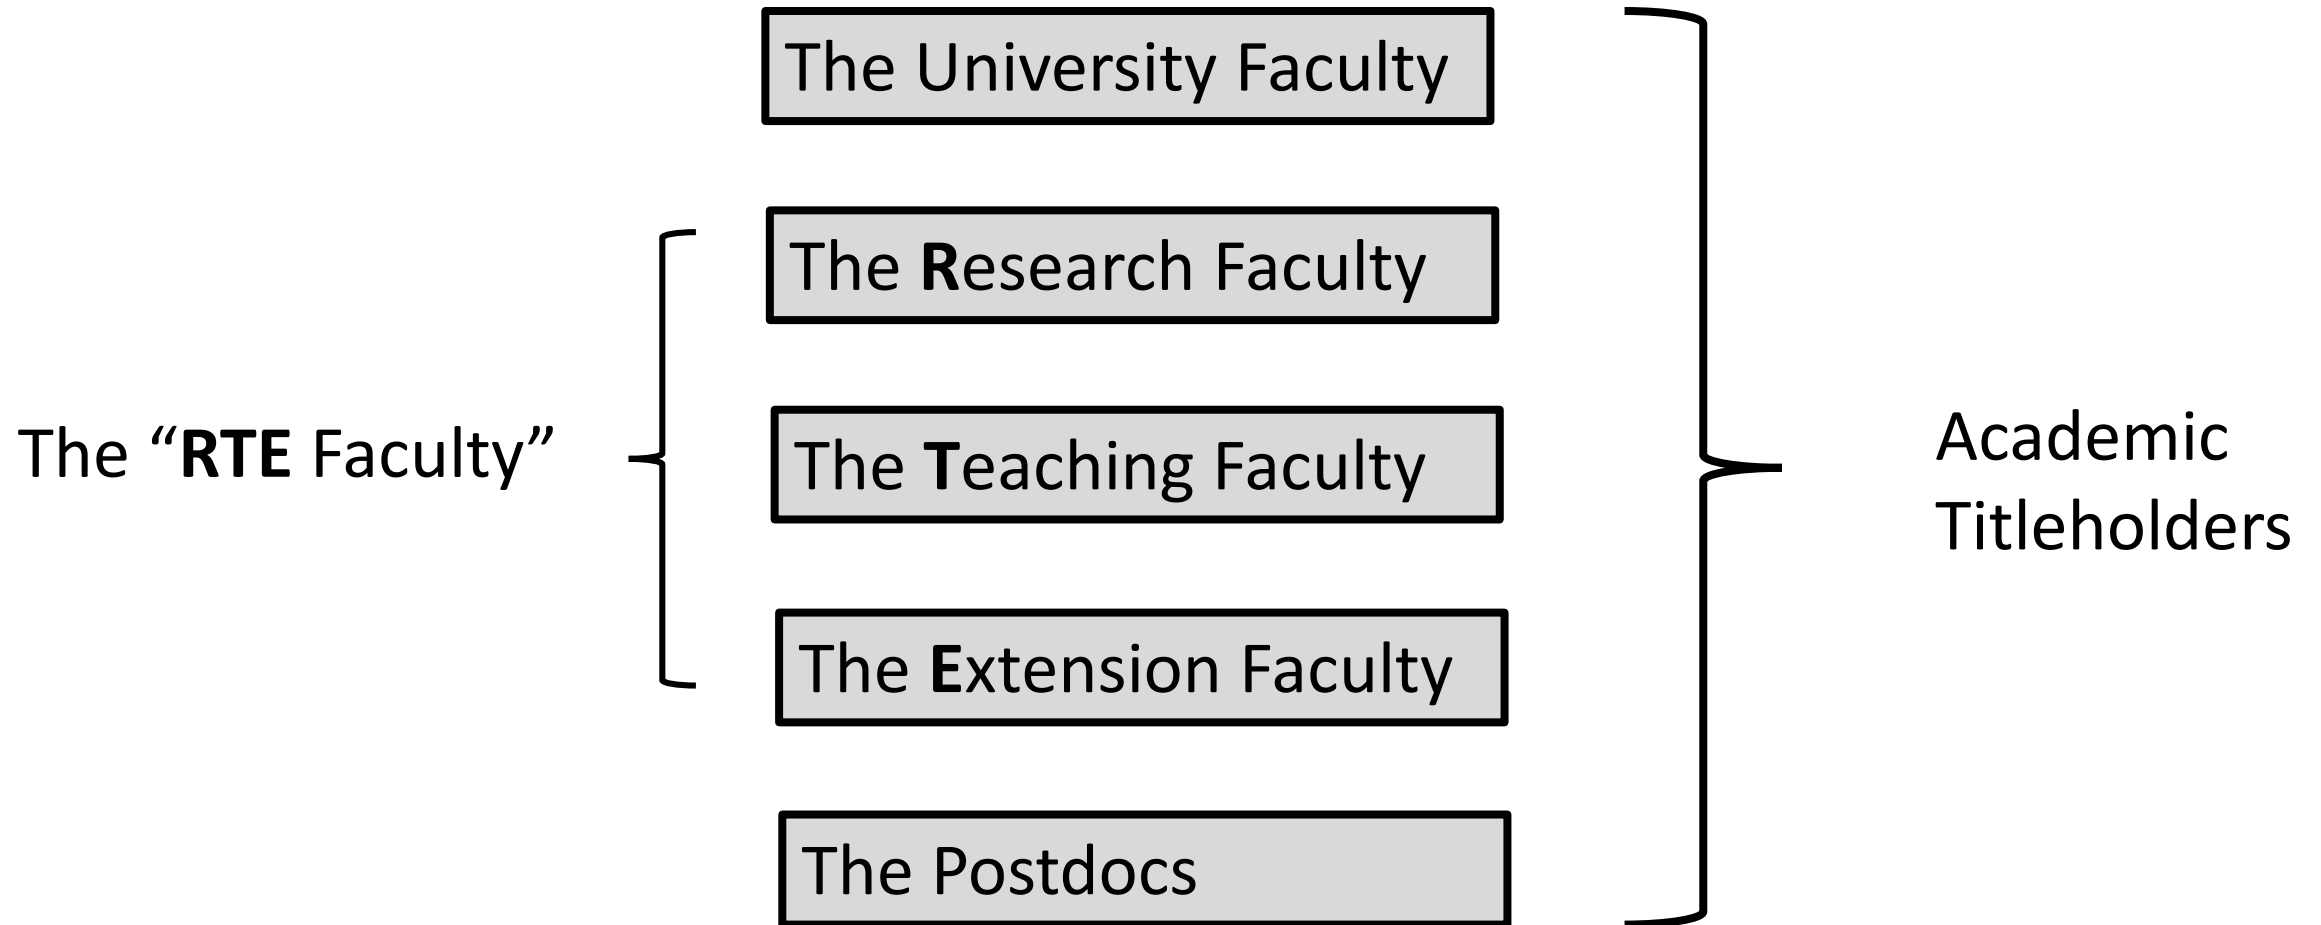 The University Faculty
The Research Faculty
The “RTE Faculty”
The Teaching Faculty
Academic
Titleholders
The Extension Faculty
The Postdocs